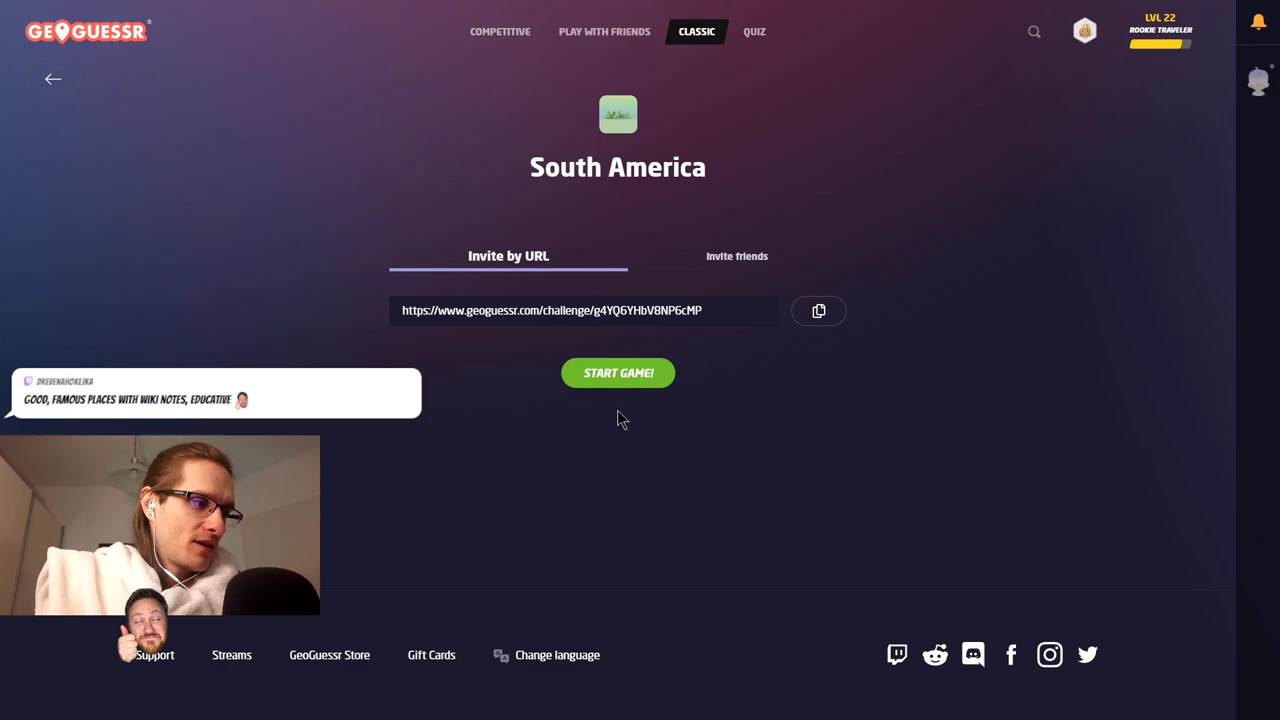 GEOGUESSR
COMPETITIVE
PLAY WITH FRIENDS
CLASSIC
QUIZ
LVL 22
ROOKIE TRAVELER
South America
Invite by URL
Invite friends
https://www.geoguessr.com/challenge/g4YQ6YHbV8NP6cMP
START GAME!
DREVENAHOKEJKA
GOOD, FAMOUS PLACES WITH WIKI NOTES, EDUCATIVE
Support
Streams
GeoGuessr Store
Gift Cards
Change language